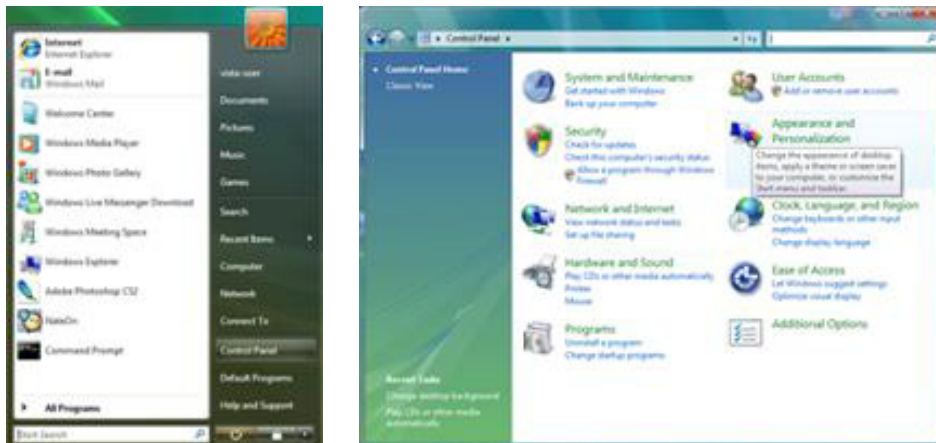 Internet
Internet Explorer
E-mail
Windows Mail
Welcome Center
Windows Media Player
Windows Photo Gallery
Windows Live Messenger Download
Windows Meeting Space
Windows Explorer
Adobe Photoshop CS2
NateOn
Command Prompt
All Programs
Start Search
vista user
Documents
Pictures
Music
Games
Search
Recent Items
Computer
Network
Connect To
Control Panel
Default Programs
Help and Support
Control Panel
Control Panel Home
Classic View
System and Maintenance
Get started with Windows
Back up your computer
Security
Check for updates
Check this computer's security status
Allow a program through Windows
Firewall
Network and Internet
View network status and tasks
Set up file sharing
Hardware and Sound
Play CDs or other media automatically
Printer
Mouse
Programs
Uninstall a program
Change startup programs
User Accounts
Add or remove user accounts
Appearance and
Personalization
Change the appearance of desktop
items, apply a theme or screen saver
to your computer, or customize the
Start menu and taskbar.
Clock, Language, and Region
Change keyboards or other input
methods
Change display language
Ease of Access
Let Windows suggest settings
Optimize visual display
Additional Options
Recent Tasks
Change desktop background
Play CDs or other media
automatically